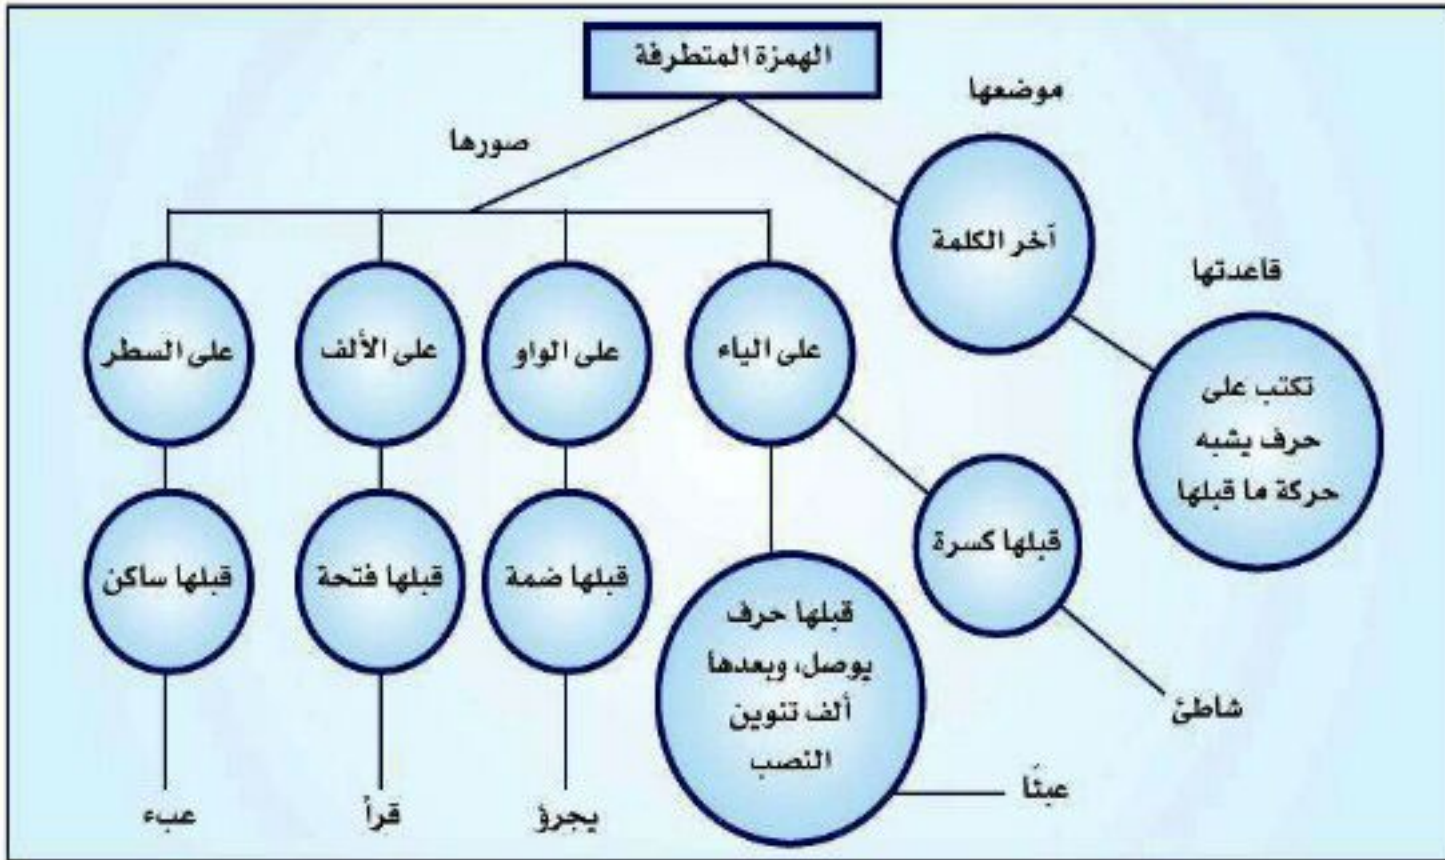 الهمزة المتطرفة
موضعها
صورها
آخر الكلمة
قاعدتها
تكتب على
حرف يشبه
حركة ما قبلها
على الياء
على الواو
على الألف
على السطر
قبلها كسرة
قبلها حرف
يوصل، وبعدها
ألف تنوين
النصب
قبلها ضمة
قبلها فتحة
قبلها ساكن
شاطئ
عبئًا
يجرؤ
قرأ
عبء